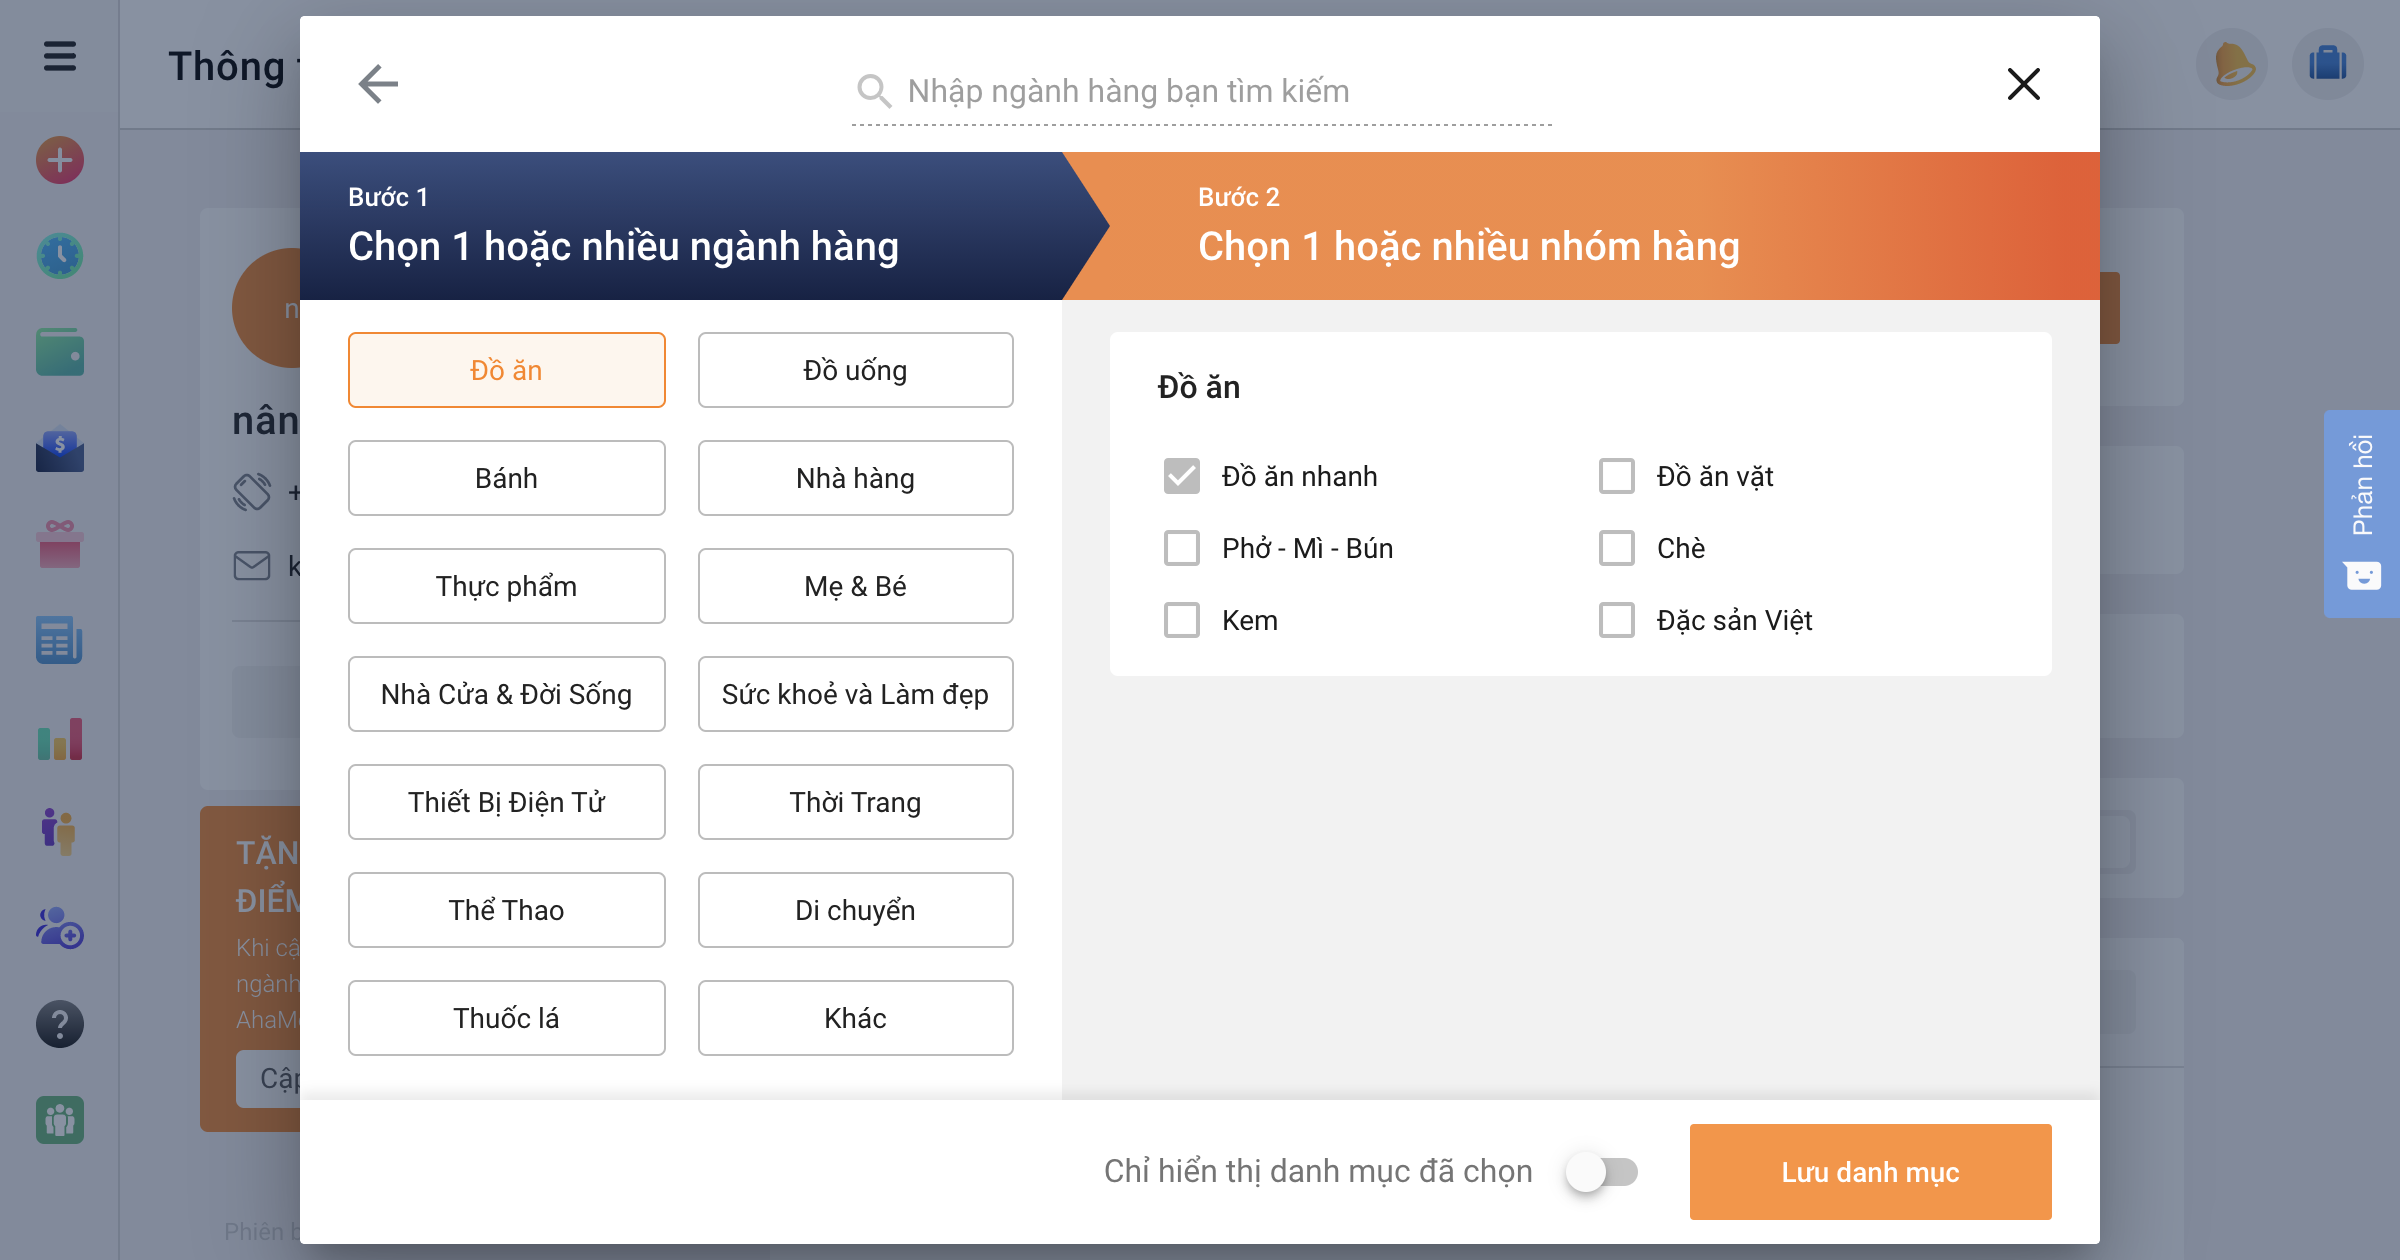 Thông
Nhập ngành hàng bạn tìm kiếm
Bước 1
Chọn 1 hoặc nhiều ngành hàng
Bước 2
Chọn 1 hoặc nhiều nhóm hàng
Đồ ăn
Đồ uống
Bánh
Nhà hàng
Thực phẩm
Mẹ & Bé
Nhà Cửa & Đời Sống
Sức khoẻ và Làm đẹp
Thiết Bị Điện Tử
Thời Trang
Thể Thao
Di chuyển
Thuốc lá
Khác
Đồ ăn
Đồ ăn nhanh
Đồ ăn vặt
Phở - Mì - Bún
Chè
Kem
Đặc sản Việt
Chỉ hiển thị danh mục đã chọn
Lưu danh mục
Phản hồi
nân
TẶN
ĐIỂM
Khi cậ
ngành
AhaM
Cập
Phiên b